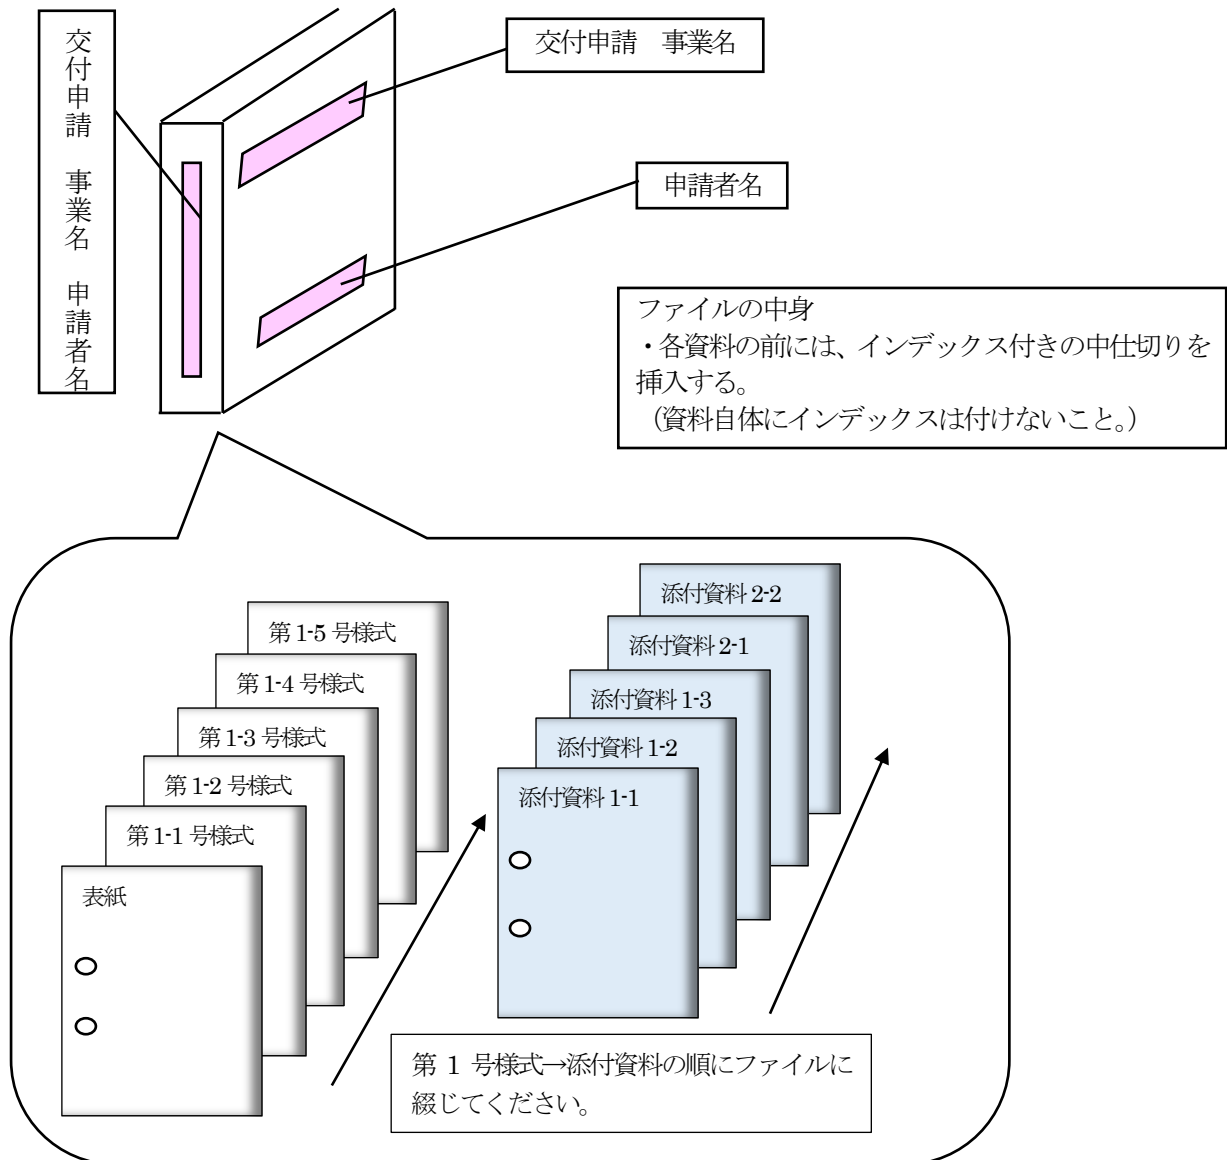 交付申請　事業名　申請者名
交付申請　事業名
申請者名
ファイルの中身
・各資料の前には、インデックス付きの中仕切りを
挿入する。
（資料自体にインデックスは付けないこと。）
第 1-5 号様式
第 1-4 号様式
第 1-3 号様式
第 1-2 号様式
第 1-1 号様式
表紙
添付資料 2-2
添付資料 2-1
添付資料 1-3
添付資料 1-2
添付資料 1-1
第 1 号様式→添付資料の順にファイルに
綴じてください。